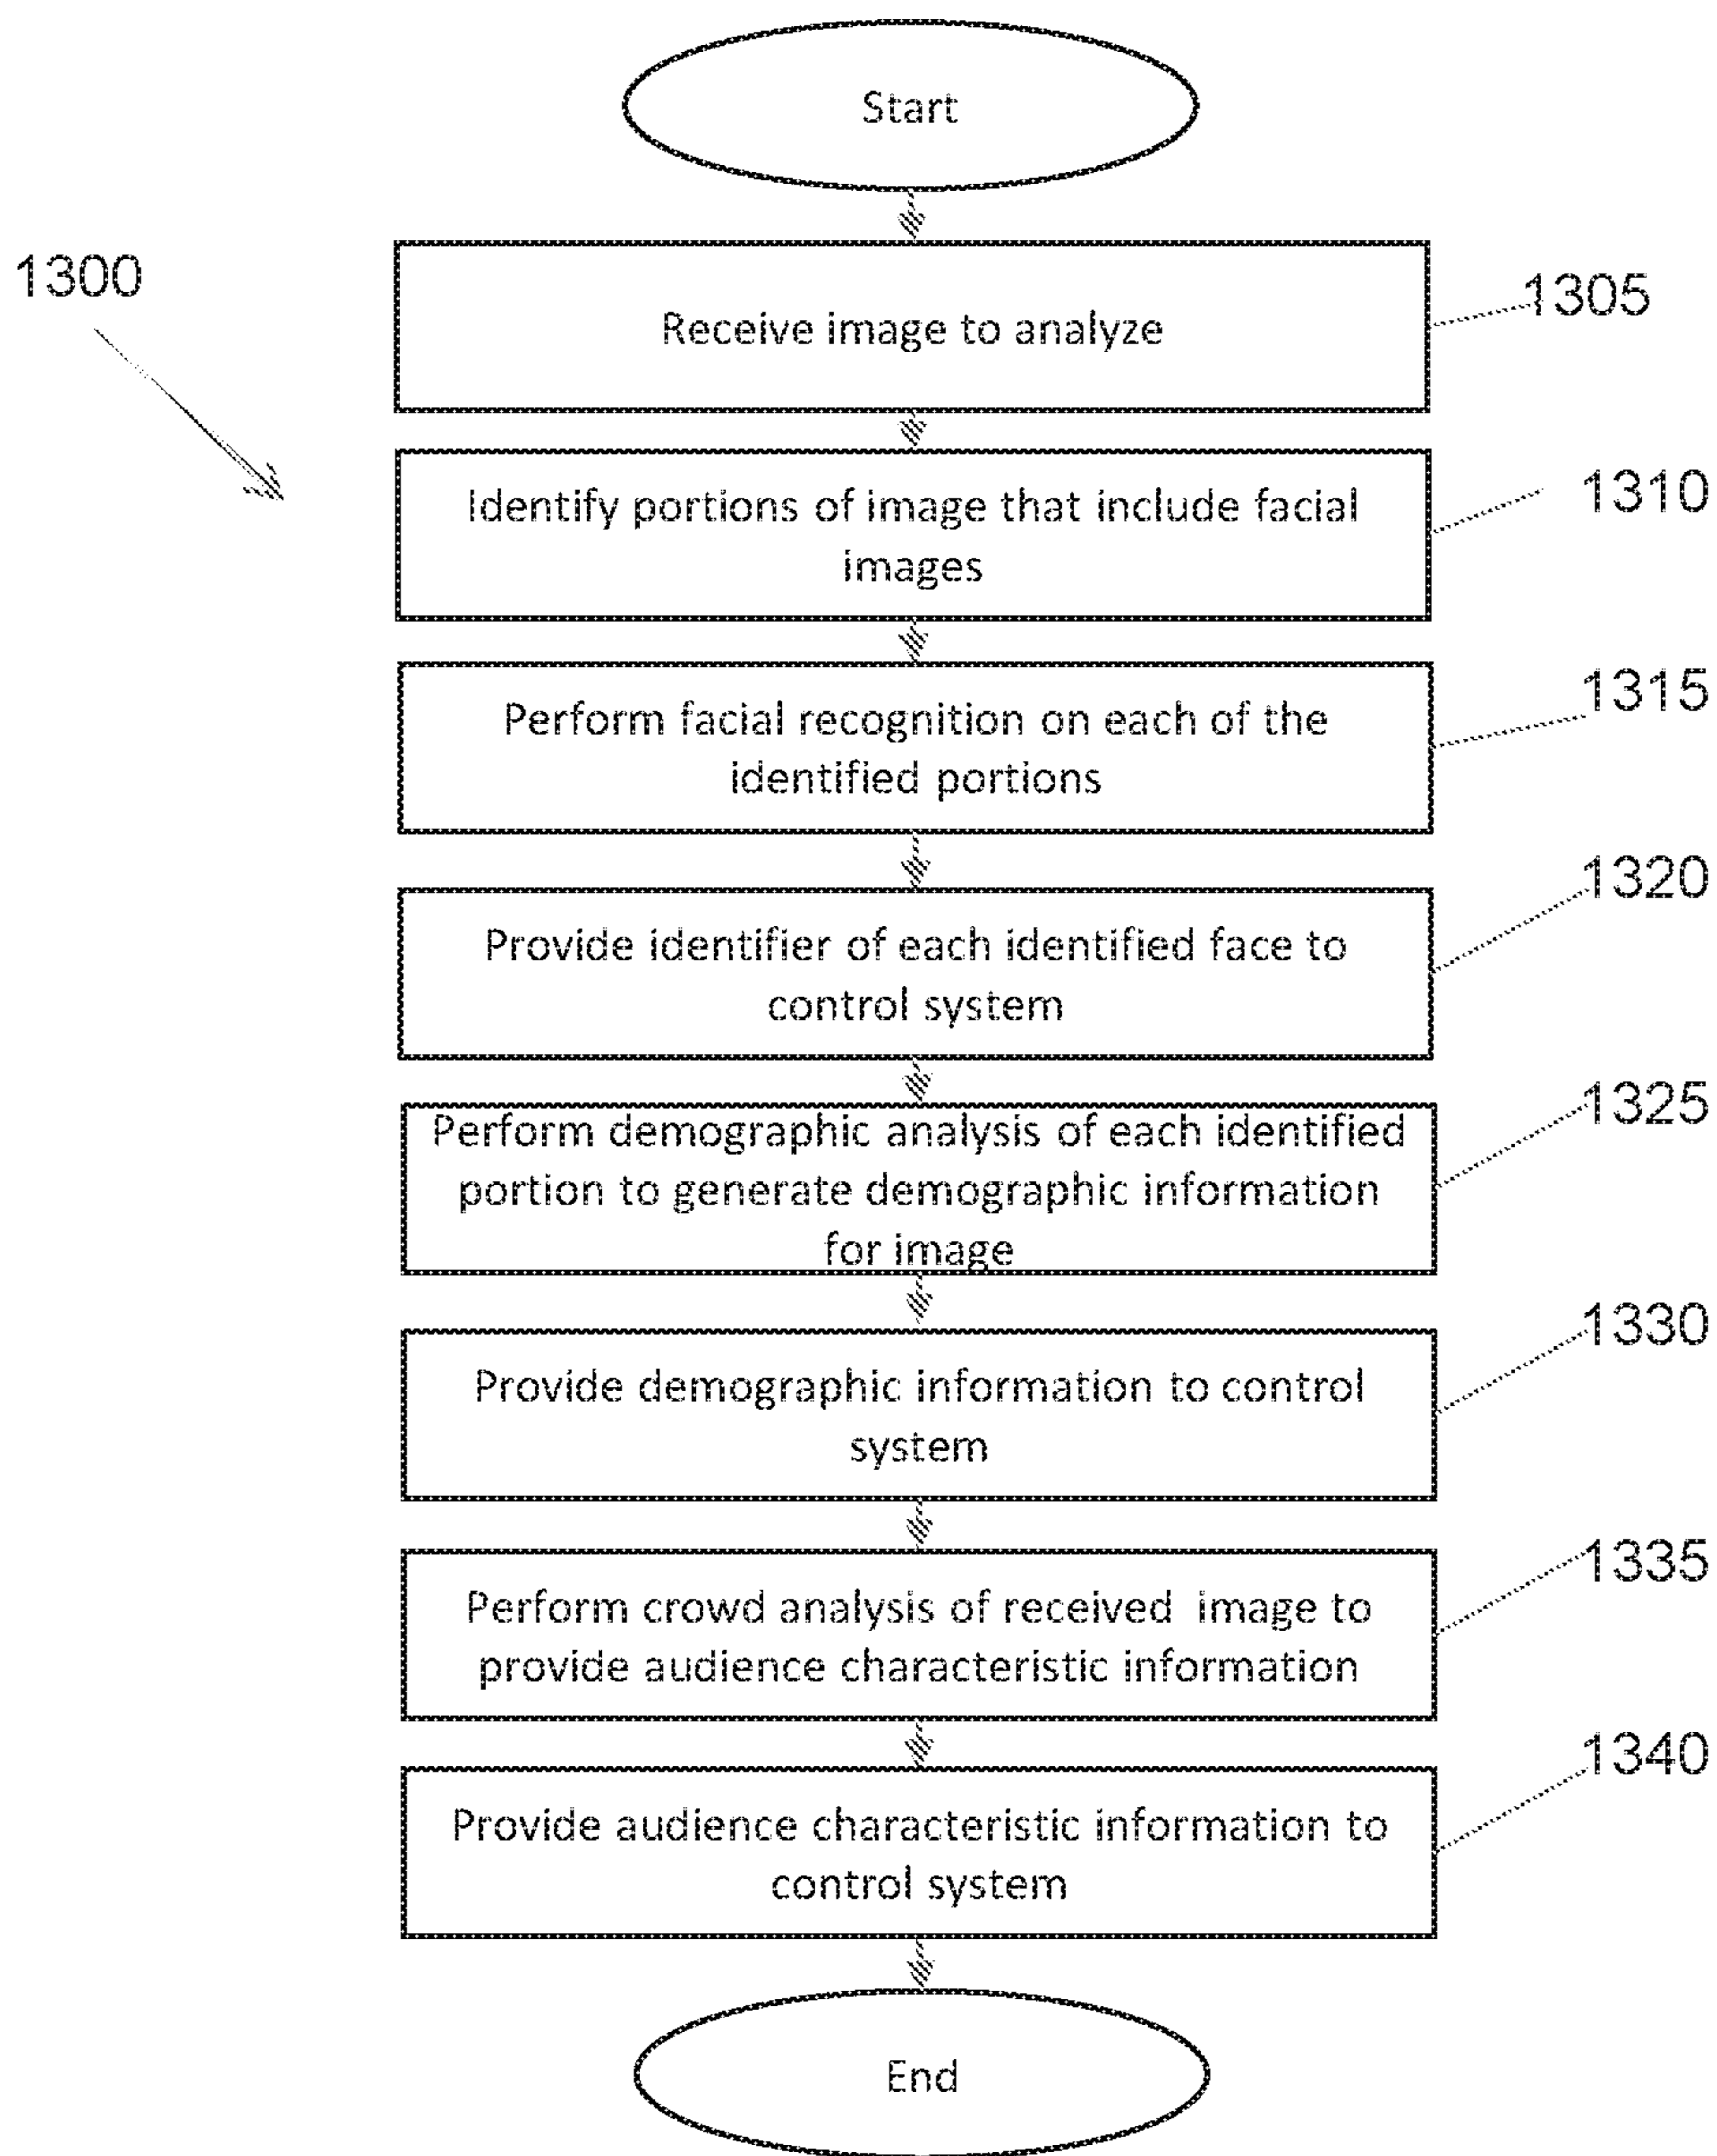 Start
1300
1305
Receive image to analyze
1310
Identify portions of image that include facial
images
1315
Perform facial recognition on each of the
identified portions
1320
Provide identifier of each identified face to
control system
1325
Perform demographic analysis of each identified
portion to generate demographic information
for image
1330
Provide demographic information to control
system
1335
Perform crowd analysis of received image to
provide audience characteristic information
1340
Provide audience characteristic information to
control system
End